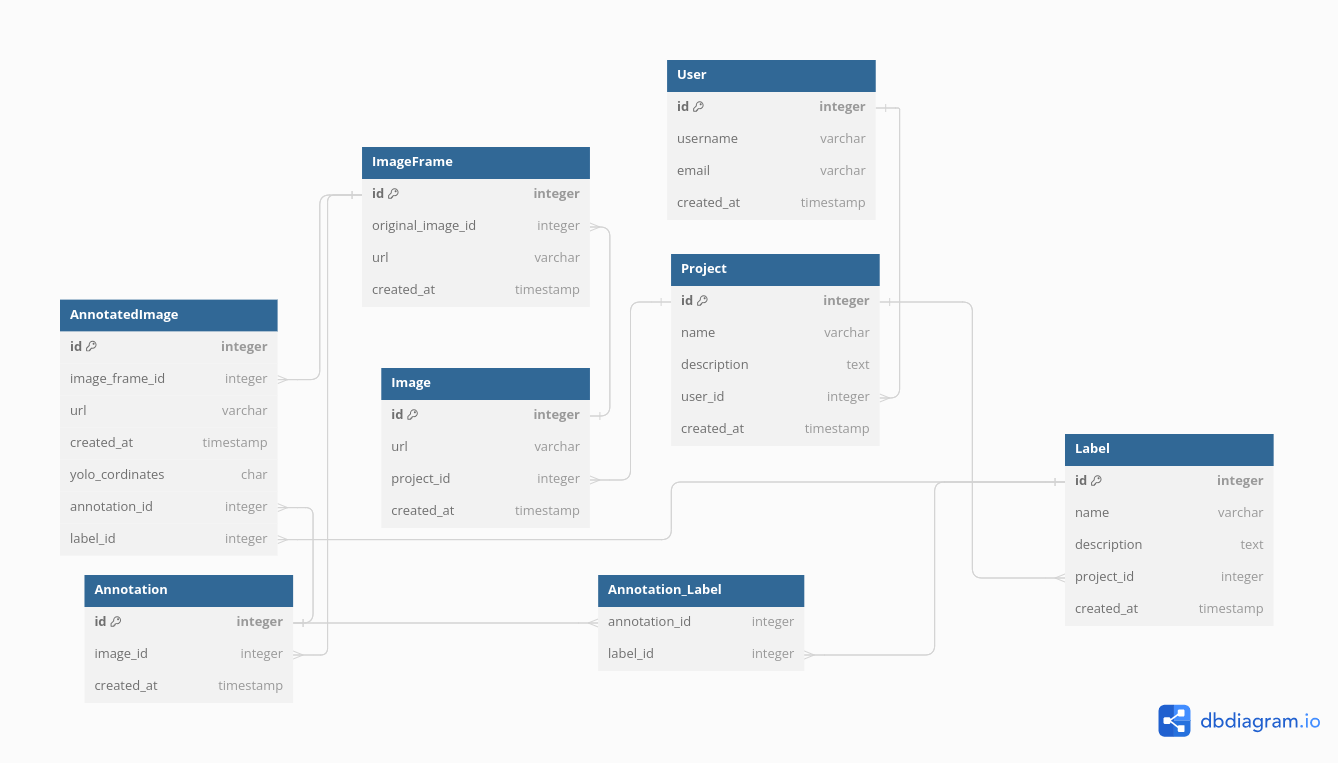 User
id integer
username varchar
email varchar
created_at timestamp
ImageFrame
id integer
original_image_id integer
url varchar
created_at timestamp
Project
id integer
name varchar
description text
user_id integer
created_at timestamp
AnnotatedImage
id integer
image_frame_id integer
url varchar
created_at timestamp
yolo_cordinates char
annotation_id integer
label_id integer
Image
id integer
url varchar
project_id integer
created_at timestamp
Label
id integer
name varchar
description text
project_id integer
created_at timestamp
Annotation
id integer
image_id integer
created_at timestamp
Annotation_Label
annotation_id integer
label_id integer
dbdiagram.io